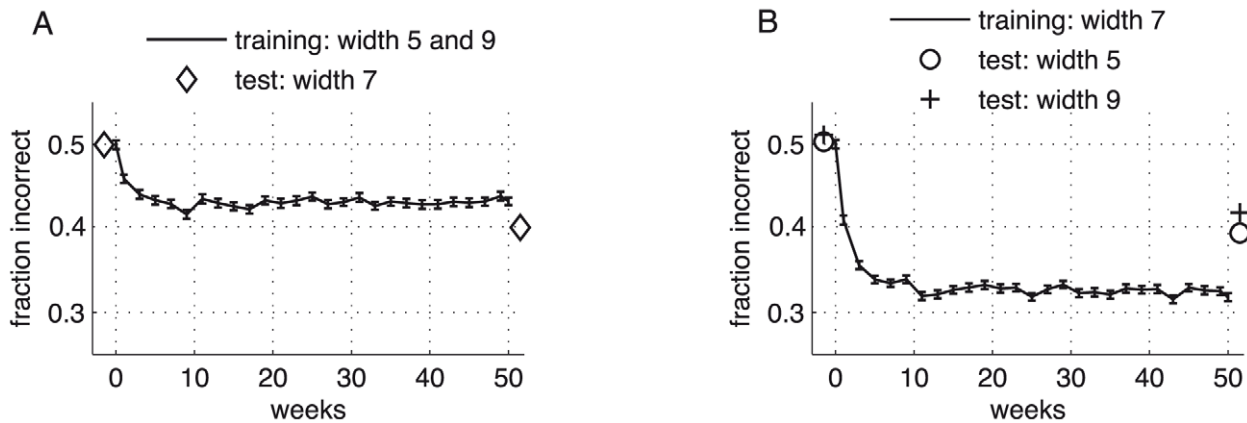 A
training: width 5 and 9
test: width 7
fraction incorrect
0.5
0.4
0.3
0 10 20 30 40 50
weeks
B
training: width 7
test: width 5
test: width 9
fraction incorrect
0.5
0.4
0.3
0 10 20 30 40 50
weeks